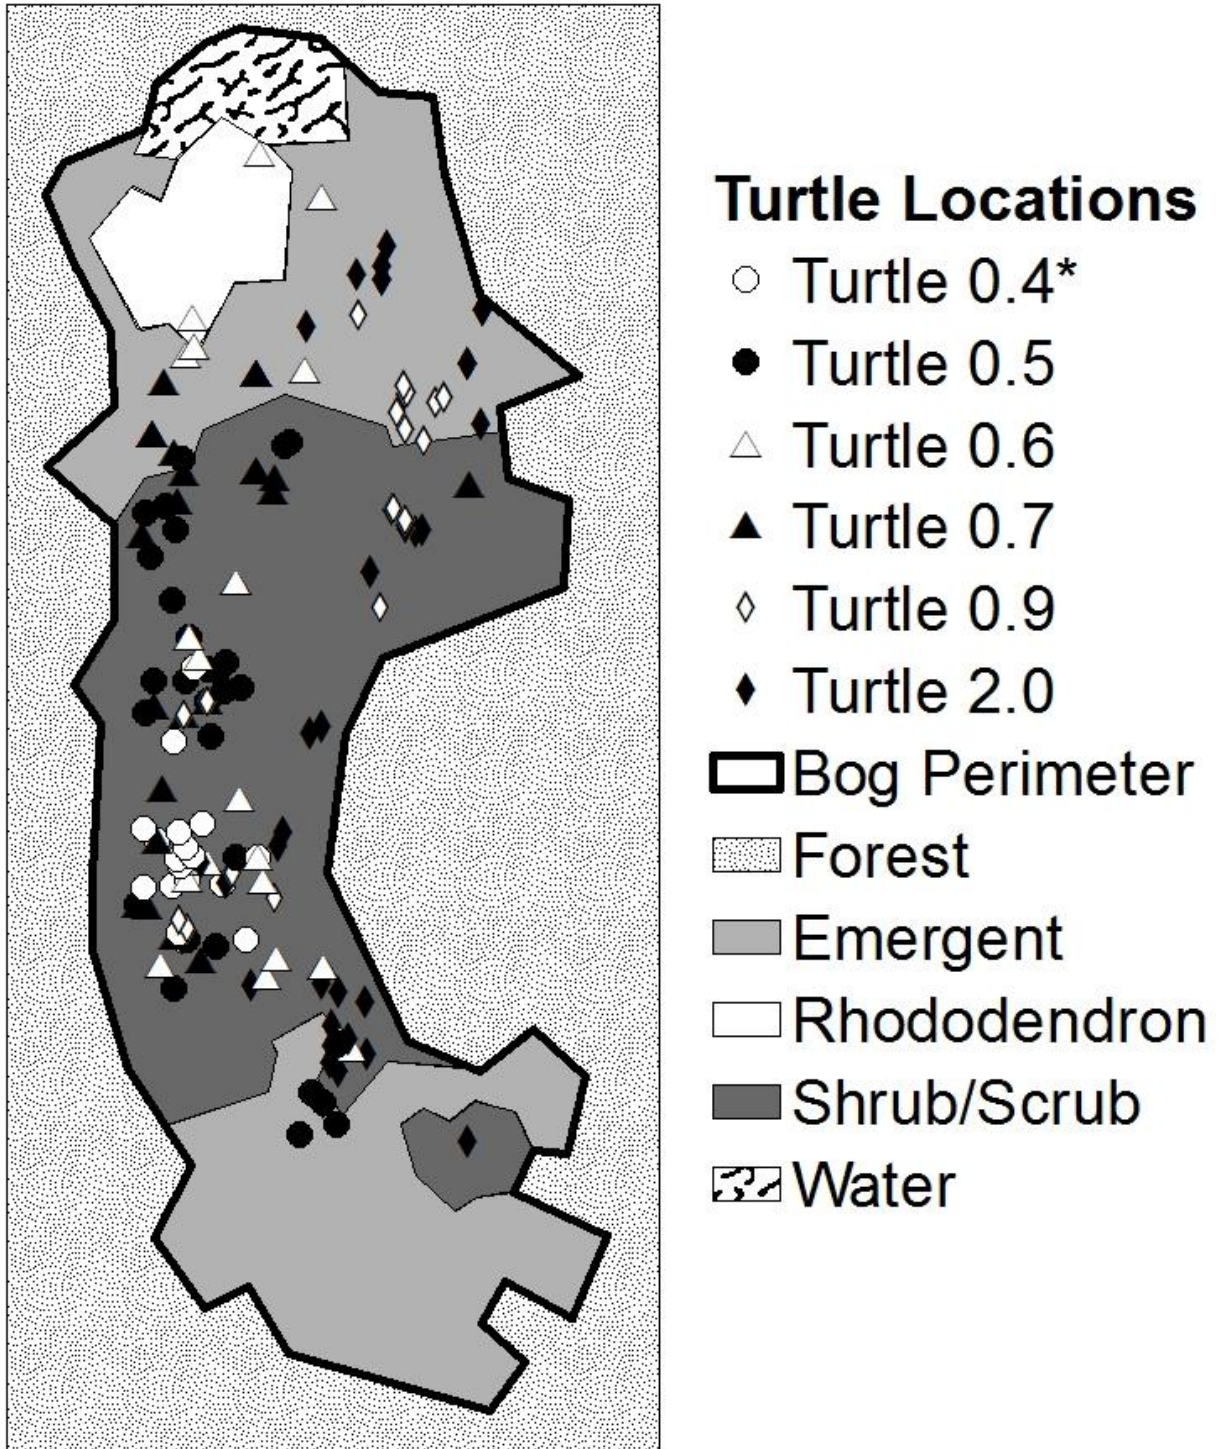 Turtle Locations
Turtle 0.4*
Turtle 0.5
Turtle 0.6
Turtle 0.7
Turtle 0.9
Turtle 2.0
Bog Perimeter
Forest
Emergent
Rhododendron
Shrub/Scrub
Water